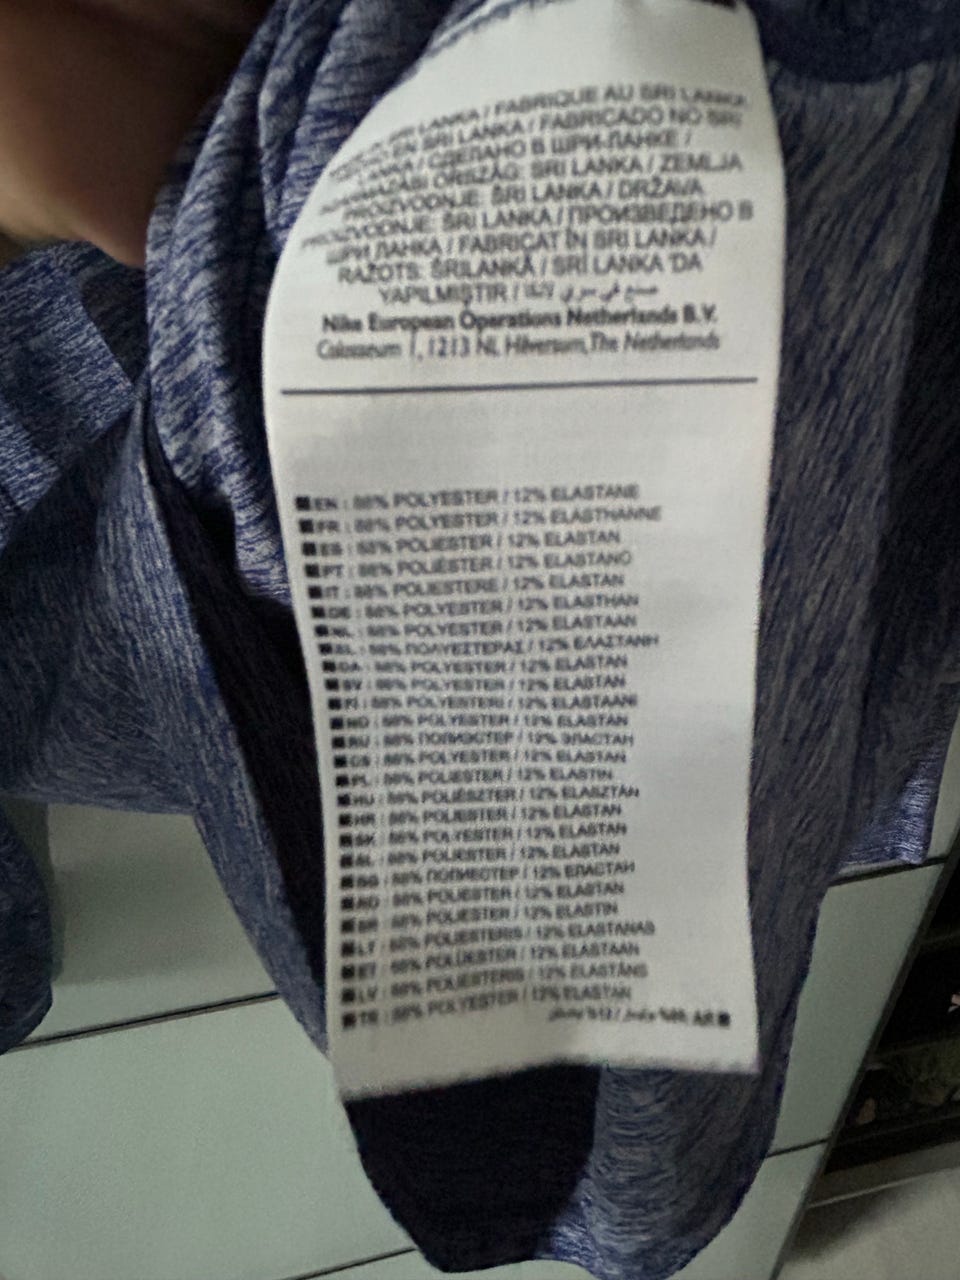 SRI LANKA / FABRIQUE AU SRI LANKA
EN SRI LANKA / FABRICADO NO SRI
LANKA / СДЕЛАНО В ШРИ-ЛАНКЕ /
SZÁRMAZÁSI ORSZÁG: SRI LANKA / ZEMLJA
PROIZVODNJE: ŠRI LANKA / DRŽAVA
PROIZVODNJE: ŠRI LANKA / ПРОИЗВЕДЕНО В
ШРИ ЛАНКА / FABRICAT ÎN SRI LANKA /
RAŽOTS: ŠRILANKĀ / SRİ LANKA 'DA
YAPILMIŞTIR / صنع في سري لانكا
Nike European Operations Netherlands B.V.
Colosseum 1, 1213 NL Hilversum, The Netherlands
EN : 88% POLYESTER / 12% ELASTANE
FR : 88% POLYESTER / 12% ELASTHANNE
ES : 88% POLIÉSTER / 12% ELASTAN
PT : 88% POLIÉSTER / 12% ELASTANO
IT : 88% POLIESTERE / 12% ELASTAN
DE : 88% POLYESTER / 12% ELASTHAN
NL : 88% POLYESTER / 12% ELASTAAN
EL : 88% ΠΟΛΥΕΣΤΕΡΑΣ / 12% ΕΛΑΣΤΑΝΗ
DA : 88% POLYESTER / 12% ELASTAN
SV : 88% POLYESTER / 12% ELASTAN
FI : 88% POLYESTERI / 12% ELASTAANI
NO : 88% POLYESTER / 12% ELASTAN
RU : 88% ПОЛИЭСТЕР / 12% ЭЛАСТАН
CS : 88% POLYESTER / 12% ELASTAN
PL : 88% POLIESTER / 12% ELASTIN
HU : 88% POLIÉSZTER / 12% ELASZTÁN
HR : 88% POLIESTER / 12% ELASTAN
SK : 88% POLYESTER / 12% ELASTAN
SL : 88% POLIESTER / 12% ELASTAN
BG : 88% ПОЛИЕСТЕР / 12% ЕЛАСТАН
RO : 88% POLIESTER / 12% ELASTAN
SR : 88% POLIESTER / 12% ELASTIN
LT : 88% POLIESTERIS / 12% ELASTANAS
ET : 88% POLÜESTER / 12% ELASTAAN
LV : 88% POLIESTERIS / 12% ELASTĀNS
TR : 88% POLYESTER / 12% ELASTAN